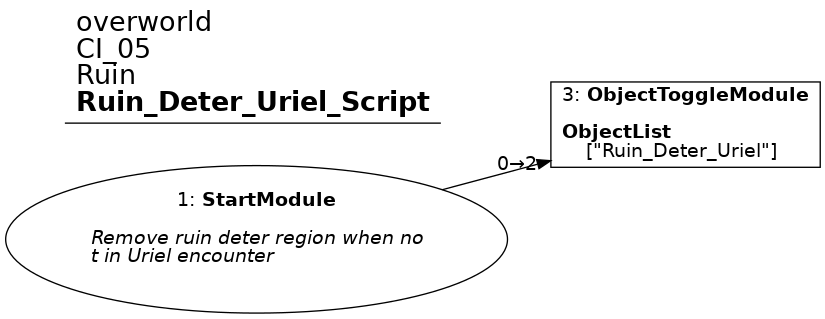 overworld
CI_05
Ruin
Ruin_Deter_Uriel_Script
3: ObjectToggleModule
ObjectList
["Ruin_Deter_Uriel"]
0→2
1: StartModule
Remove ruin deter region when no
t in Uriel encounter